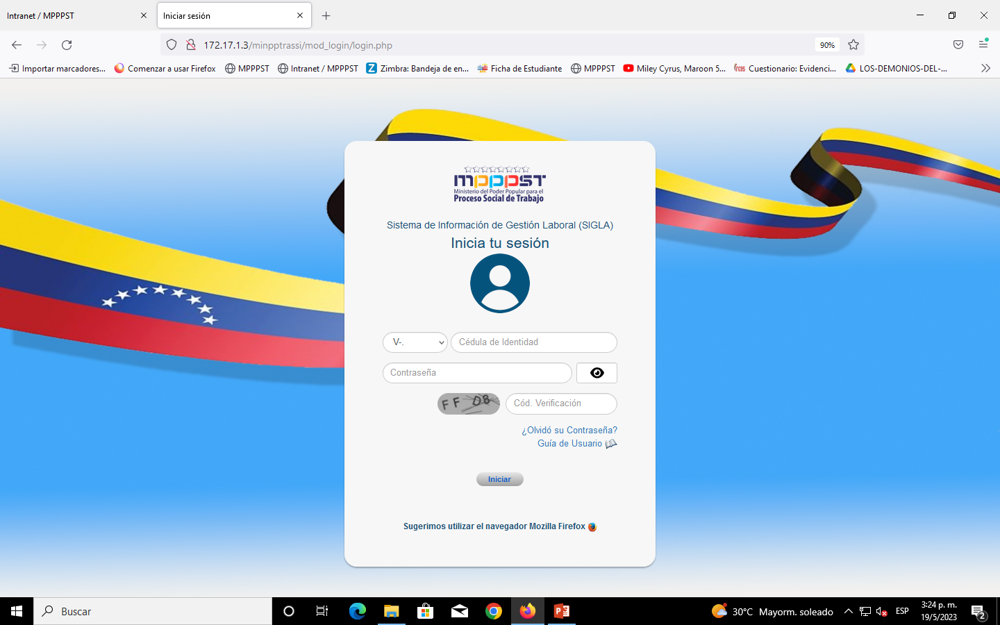 Intranet / MPPPST
Iniciar sesión
172.17.1.3/minpptrassi/mod_login/login.php
90%
Importar marcadores...
Comenzar a usar Firefox
MPPPST
Intranet / MPPPST
Zimbra: Bandeja de en...
Ficha de Estudiante
MPPPST
Miley Cyrus, Maroon 5...
inces
Cuestionario: Evidenci...
LOS-DEMONIOS-DEL-...
mpppst
Ministerio del Poder Popular para el
Proceso Social de Trabajo
Sistema de Información de Gestión Laboral (SIGLA)
Inicia tu sesión
V-.
Cédula de Identidad
Contraseña
FF D8
Cód. Verificación
¿Olvidó su Contraseña?
Guía de Usuario
Iniciar
Sugerimos utilizar el navegador Mozilla Firefox
Buscar
30°C Mayorm. soleado
ESP
3:24 p. m.
19/5/2023
2